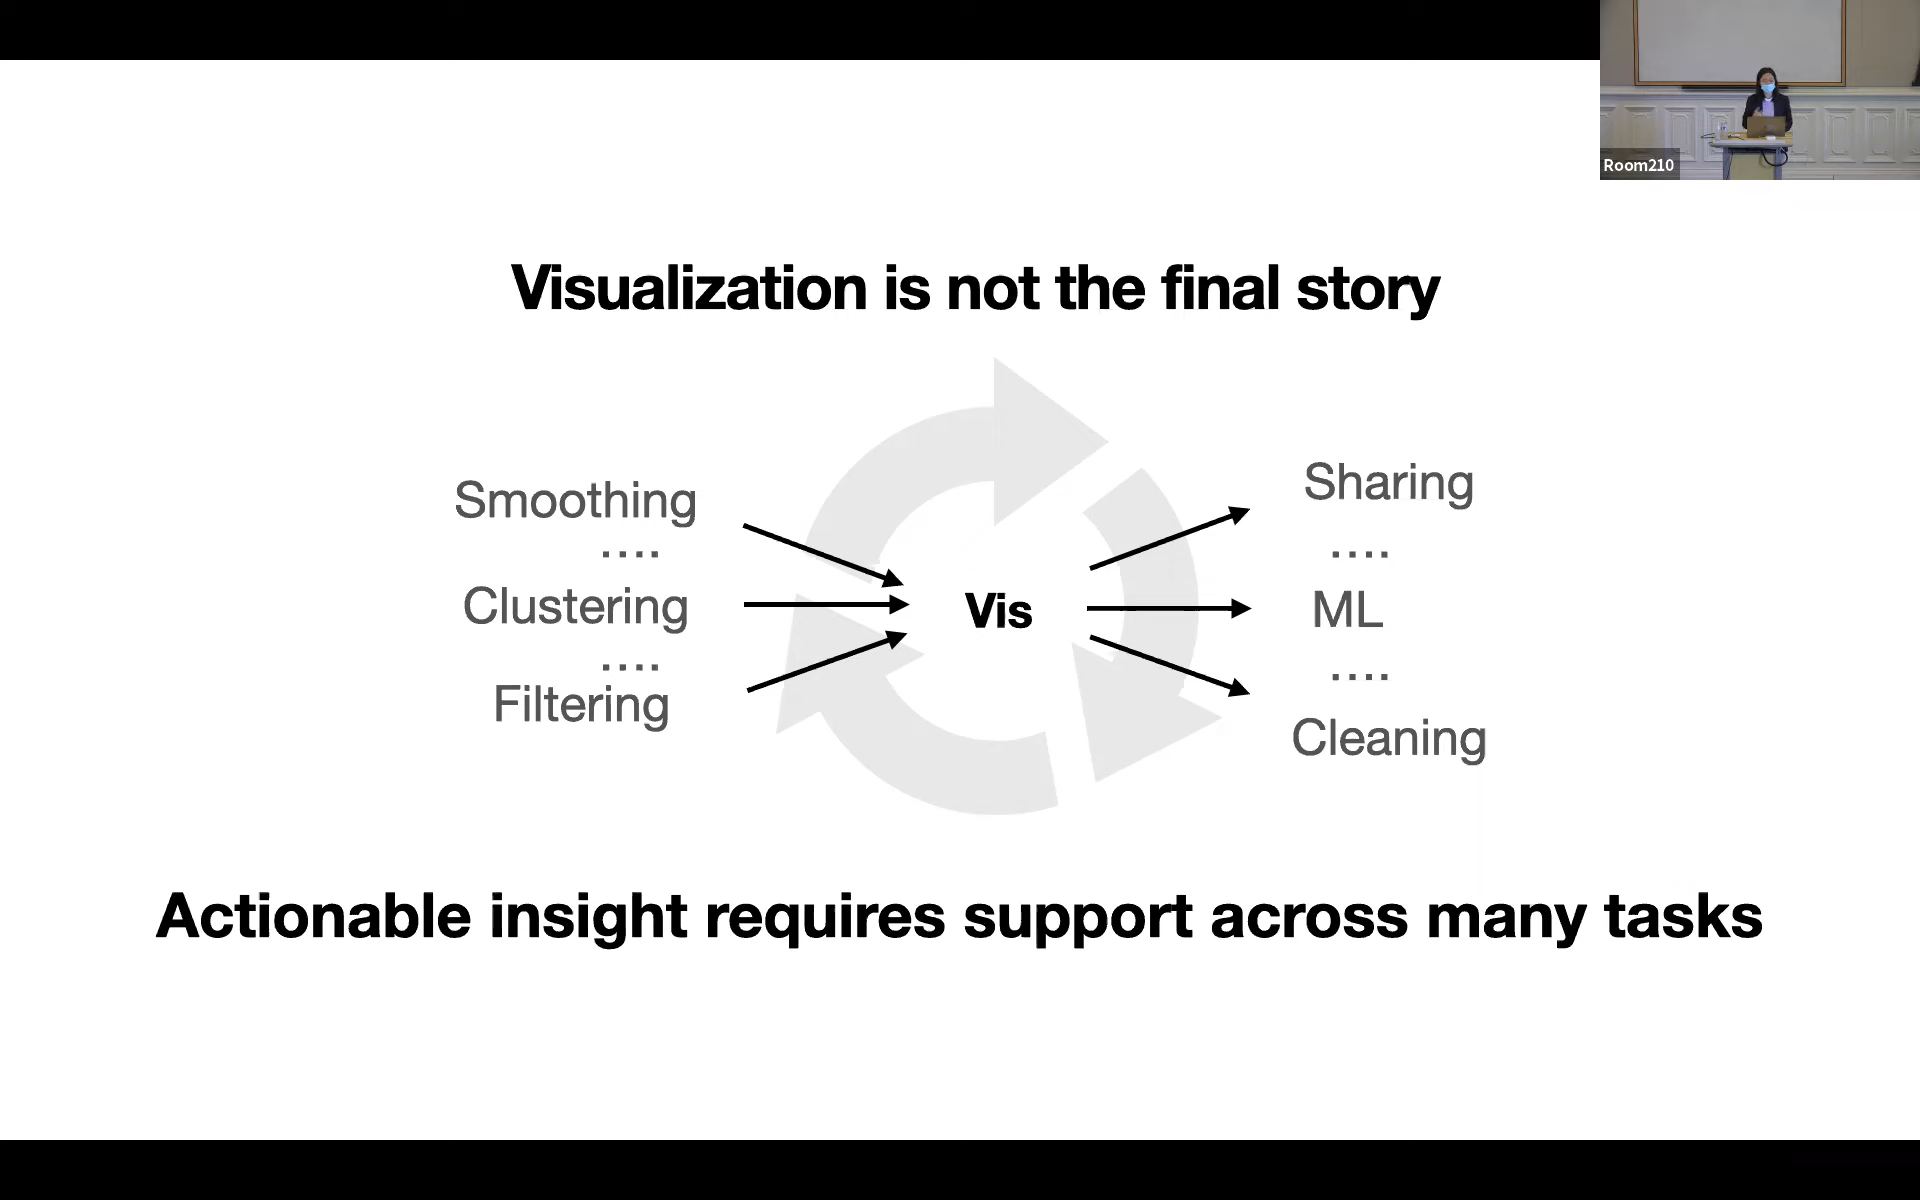 Room210
Visualization is not the final story
Smoothing
....
Clustering
....
Filtering
Vis
Sharing
....
ML
....
Cleaning
Actionable insight requires support across many tasks